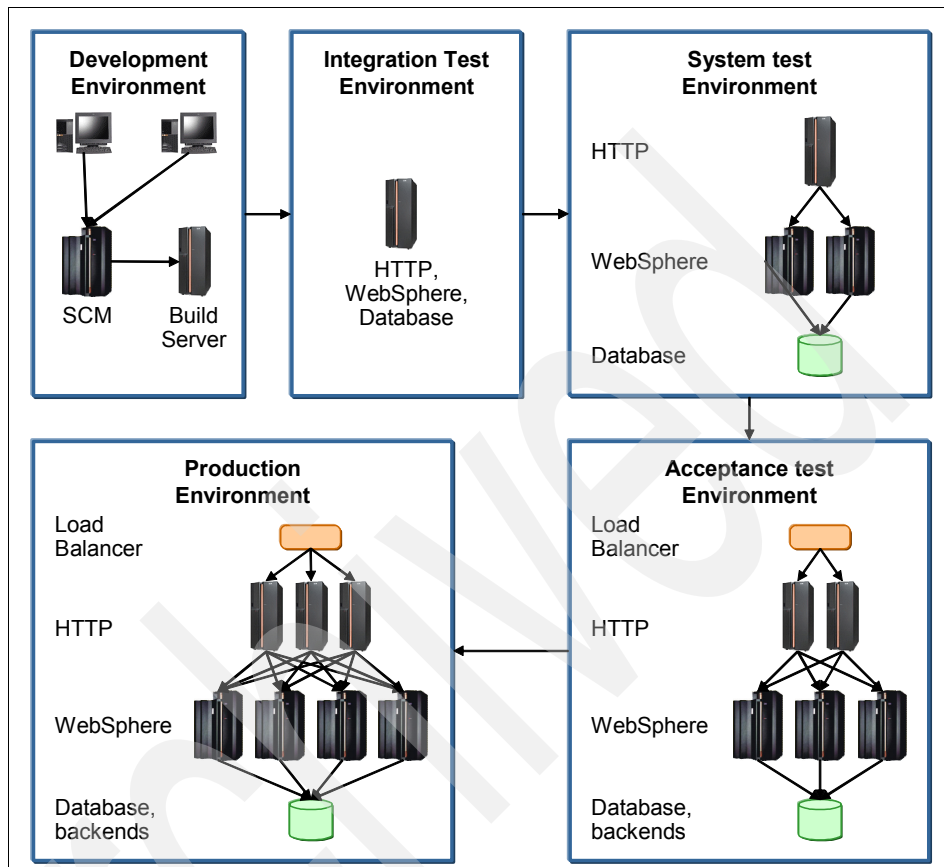 Development
Environment
SCM
Build
Server
Integration Test
Environment
HTTP,
WebSphere,
Database
System test
Environment
HTTP
WebSphere
Database
Production
Environment
Load
Balancer
HTTP
WebSphere
Database,
backends
Acceptance test
Environment
Load
Balancer
HTTP
WebSphere
Database,
backends